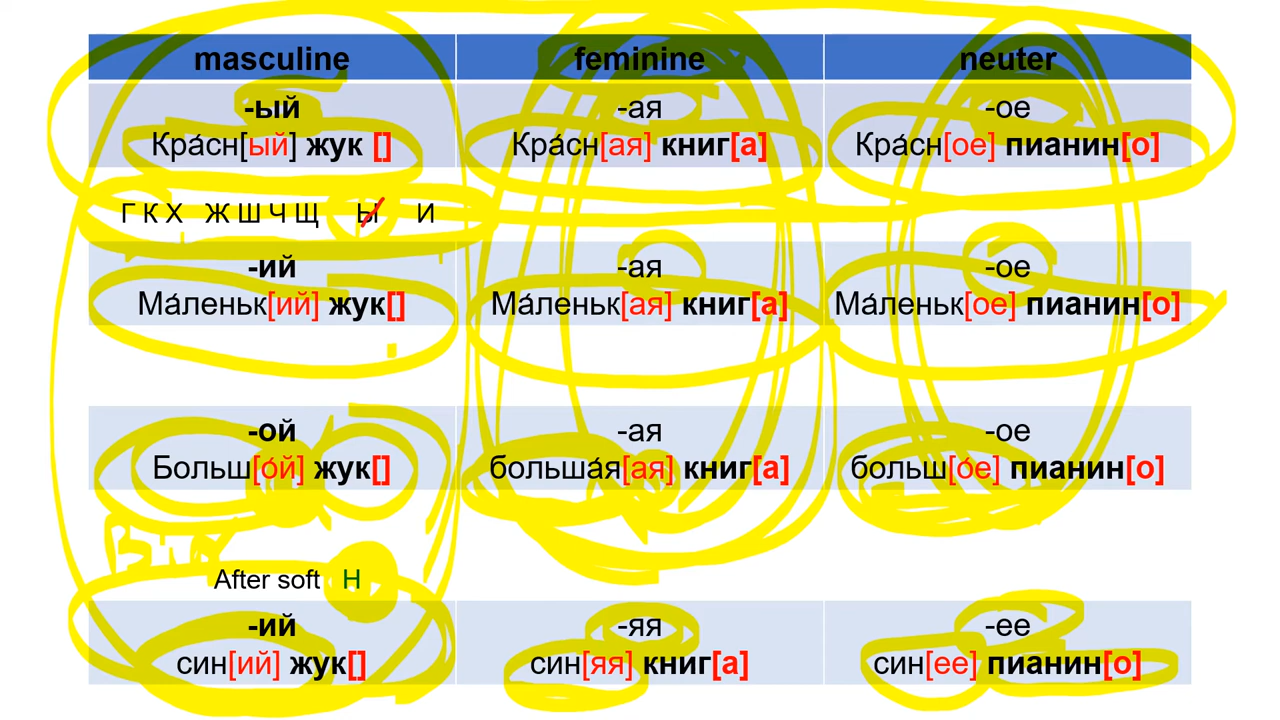 masculine feminine neuter
-ый -ая -ое
Кра́сн[ый] жук [] Кра́сн[ая] книг[а] Кра́сн[ое] пианин[о]
Г К Х Ж Ш Ч Щ Ы И
-ий -ая -ое
Ма́леньк[ий] жук[] Ма́леньк[ая] книг[а] Ма́леньк[ое] пианин[о]
-ой -ая -ое
Больш[о́й] жук[] больша́я[ая] книг[а] больш[о́е] пианин[о]
After soft Н
-ий -яя -ее
син[ий] жук[] син[яя] книг[а] син[ее] пианин[о]